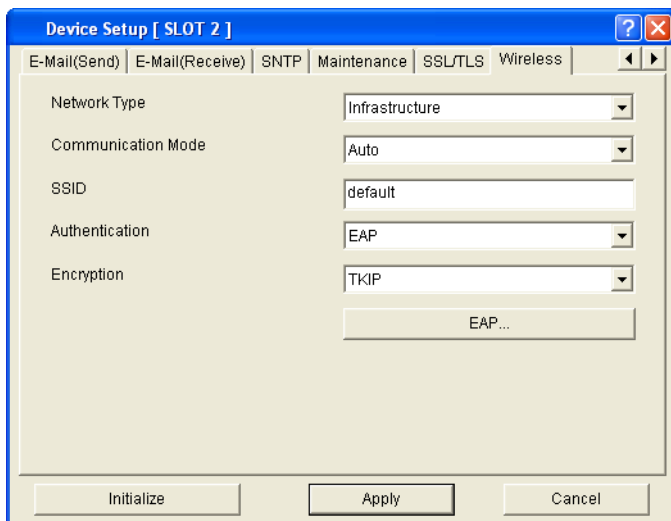 Device Setup [ SLOT 2 ]
?
E-Mail(Send) E-Mail(Receive) SNTP Maintenance SSL/TLS Wireless
Network Type Infrastructure
Communication Mode Auto
SSID default
Authentication EAP
Encryption TKIP
EAP...
Initialize Apply Cancel